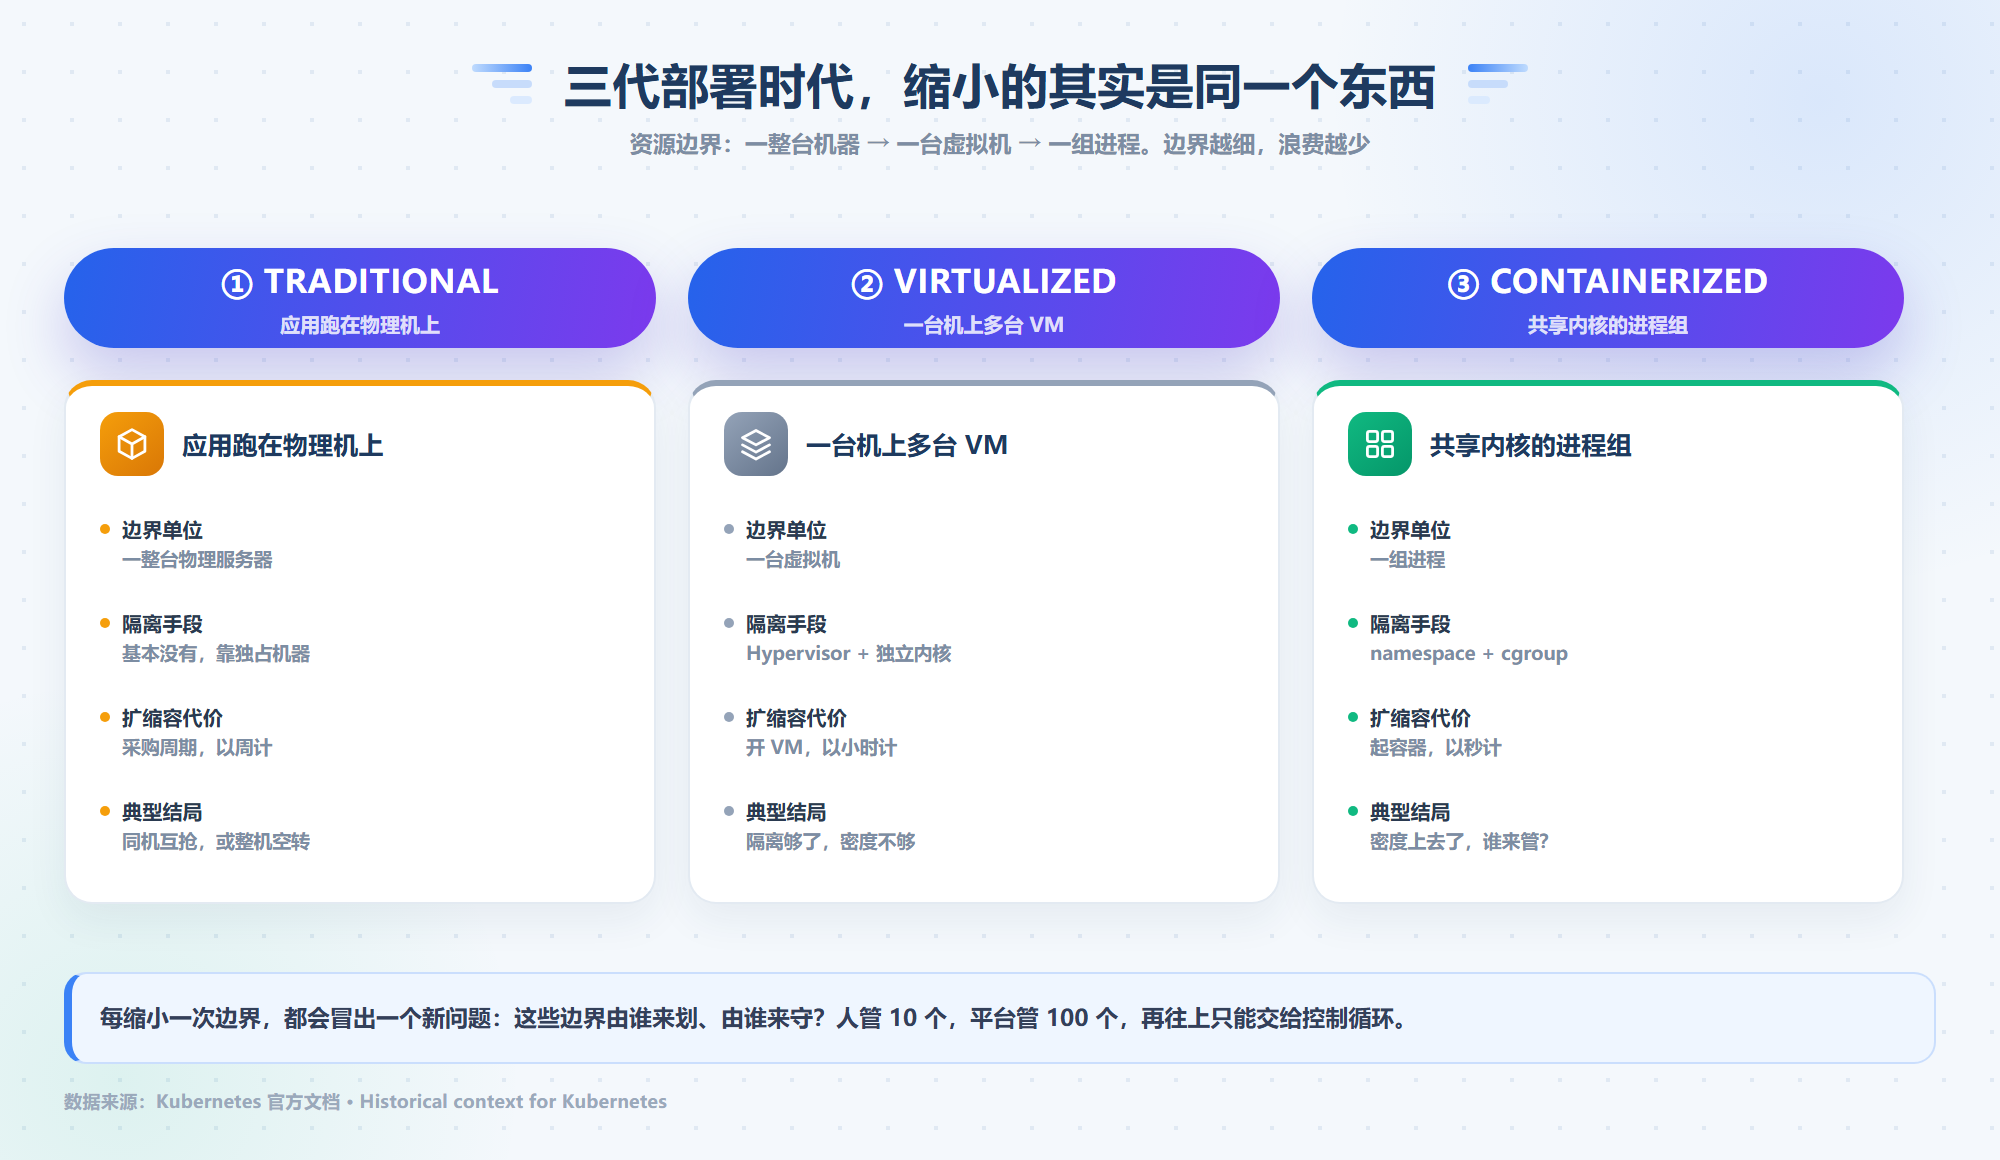 三代部署时代，缩小的其实是同一个东西
资源边界：一整台机器 → 一台虚拟机 → 一组进程。边界越细，浪费越少
① TRADITIONAL
应用跑在物理机上
② VIRTUALIZED
一台机上多台 VM
③ CONTAINERIZED
共享内核的进程组
应用跑在物理机上
边界单位
一整台物理服务器
隔离手段
基本没有，靠独占机器
扩缩容代价
采购周期，以周计
典型结局
同机互抢，或整机空转
一台机上多台 VM
边界单位
一台虚拟机
隔离手段
Hypervisor + 独立内核
扩缩容代价
开 VM，以小时计
典型结局
隔离够了，密度不够
共享内核的进程组
边界单位
一组进程
隔离手段
namespace + cgroup
扩缩容代价
起容器，以秒计
典型结局
密度上去了，谁来管？
每缩小一次边界，都会冒出一个新问题：这些边界由谁来划、由谁来守？人管 10 个，平台管 100 个，再往上只能交给控制循环。
数据来源：Kubernetes 官方文档 • Historical context for Kubernetes